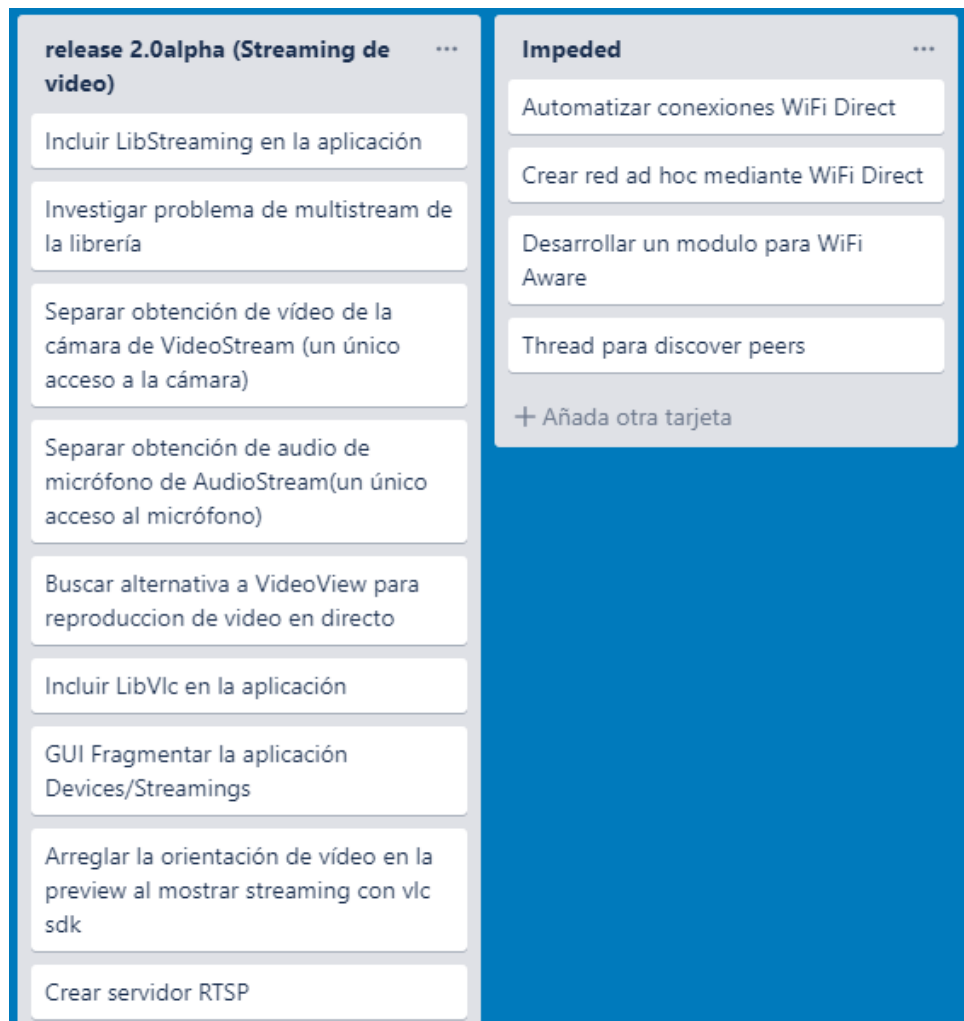 release 2.0alpha (Streaming de
video)
Incluir LibStreaming en la aplicación
Investigar problema de multistream de
la librería
Separar obtención de vídeo de la
cámara de VideoStream (un único
acceso a la cámara)
Separar obtención de audio de
micrófono de AudioStream(un único
acceso al micrófono)
Buscar alternativa a VideoView para
reproduccion de video en directo
Incluir LibVlc en la aplicación
GUI Fragmentar la aplicación
Devices/Streamings
Arreglar la orientación de vídeo en la
preview al mostrar streaming con vlc
sdk
Crear servidor RTSP
Impeded
Automatizar conexiones WiFi Direct
Crear red ad hoc mediante WiFi Direct
Desarrollar un modulo para WiFi
Aware
Thread para discover peers
+ Añada otra tarjeta